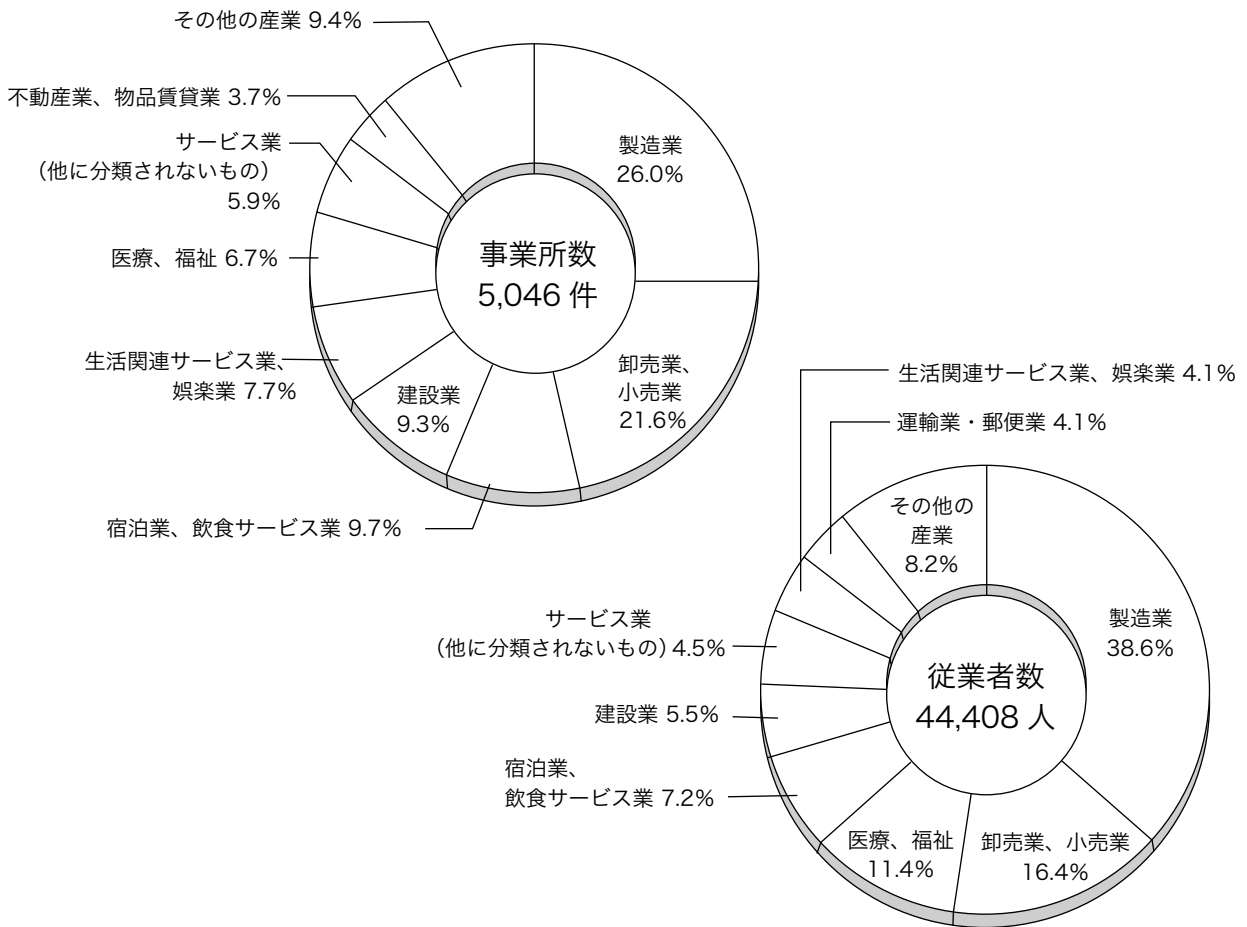 その他の産業 9.4%
不動産業、物品賃貸業 3.7%
サービス業
（他に分類されないもの）
5.9%
医療、福祉 6.7%
生活関連サービス業、
娯楽業 7.7%
宿泊業、飲食サービス業 9.7%
建設業
9.3%
卸売業、
小売業
21.6%
製造業
26.0%
事業所数
5,046 件
生活関連サービス業、娯楽業 4.1%
運輸業・郵便業 4.1%
その他の
産業
8.2%
サービス業
（他に分類されないもの）4.5%
建設業 5.5%
宿泊業、
飲食サービス業 7.2%
医療、福祉
11.4%
卸売業、小売業
16.4%
製造業
38.6%
従業者数
44,408 人